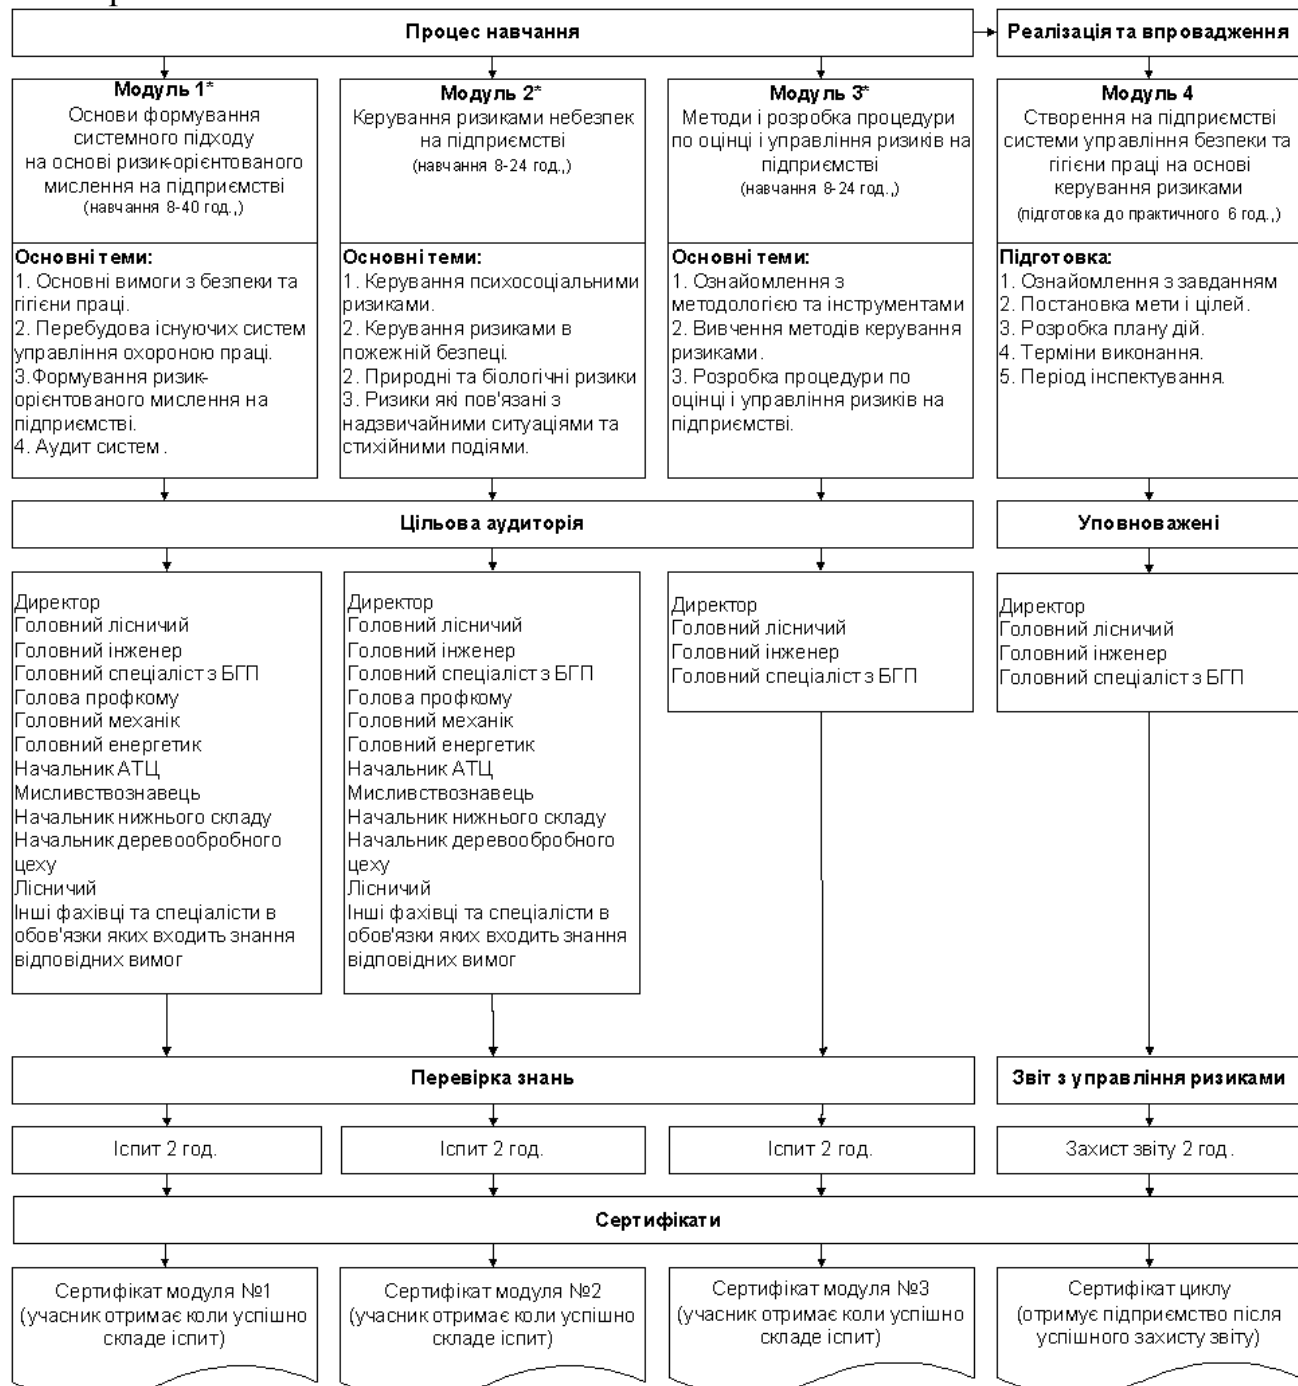 Процес навчання
Реалізація та впровадження
Модуль 1*
Основи формування
системного підходу
на основі ризик-орієнтованого
мислення на підприємстві
(навчання 8-40 год.,)
Модуль 2*
Керування ризиками небезпек
на підприємстві
(навчання 8-24 год.,)
Модуль 3*
Методи і розробка процедури
по оцінці і управління ризиків на
підприємстві
(навчання 8-24 год.,)
Модуль 4
Створення на підприємстві
системи управління безпеки та
гігієни праці на основі
керування ризиками
(підготовка до практичного 6 год.,)
Основні теми:
1. Основні вимоги з безпеки та
гігієни праці.
2. Перебудова існуючих систем
управління охороною праці.
3.Формування ризик-
орієнтованого мислення на
підприємстві.
4. Аудит систем .
Основні теми:
1. Керування психосоціальними
ризиками.
2. Керування ризиками в
пожежній безпеці.
2. Природні та біологічні ризики
3. Ризики які пов'язані з
надзвичайними ситуаціями та
стихійними подіями.
Основні теми:
1. Ознайомлення з
методологією та інструментами
2. Вивчення методів керування
ризиками.
3. Розробка процедури по
оцінці і управління ризиків на
підприємстві.
Підготовка:
1. Ознайомлення з завданням
2. Постановка мети і цілей.
3. Розробка плану дій.
4. Терміни виконання.
5. Період інспектування.
Цільова аудиторія
Уповноважені
Директор
Головний лісничий
Головний інженер
Головний спеціаліст з БГП
Голова профкому
Головний механік
Головний енергетик
Начальник АТЦ
Мисливствознавець
Начальник нижнього складу
Начальник деревообробного
цеху
Лісничий
Інші фахівці та спеціалісти в
обов'язки яких входить знання
відповідних вимог
Директор
Головний лісничий
Головний інженер
Головний спеціаліст з БГП
Голова профкому
Головний механік
Головний енергетик
Начальник АТЦ
Мисливствознавець
Начальник нижнього складу
Начальник деревообробного
цеху
Лісничий
Інші фахівці та спеціалісти в
обов'язки яких входить знання
відповідних вимог
Директор
Головний лісничий
Головний інженер
Головний спеціаліст з БГП
Директор
Головний лісничий
Головний інженер
Головний спеціаліст з БГП
Перевірка знань
Звіт з управління ризиками
Іспит 2 год.
Іспит 2 год.
Іспит 2 год.
Захист звіту 2 год.
Сертифікати
Сертифікат модуля №1
(учасник отримає коли успішно
складе іспит)
Сертифікат модуля №2
(учасник отримає коли успішно
складе іспит)
Сертифікат модуля №3
(учасник отримає коли успішно
складе іспит)
Сертифікат циклу
(отримує підприємство після
успішного захисту звіту)